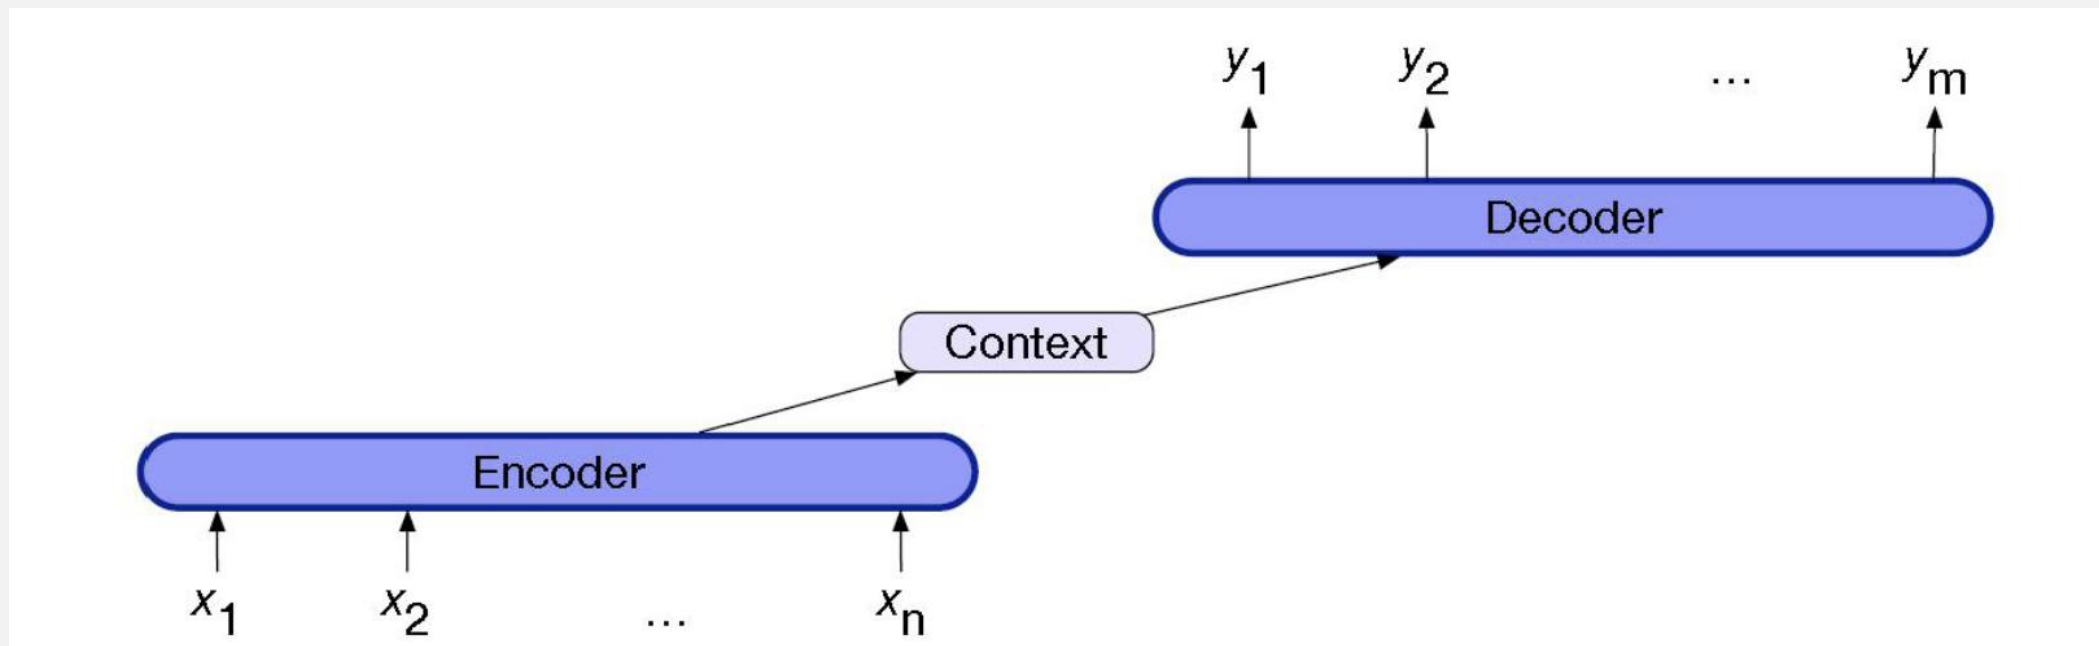 y1 y2 ... ym
Decoder
Context
Encoder
x1 x2 ... xn